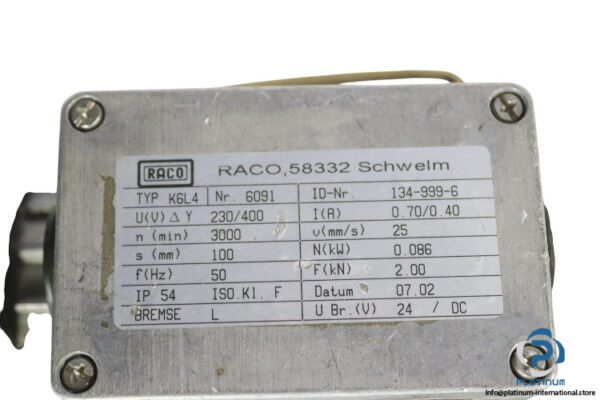 RACO RACO,58332 Schwelm
TYP K6L4 Nr. 6091 ID-Nr. 134-999-6
U(V) Δ Y 230/400 I(A) 0.70/0.40
n (min) 3000 v(mm/s) 25
s (mm) 100 N(kW) 0.086
f(Hz) 50 F(kN) 2.00
IP 54 ISO.Kl. F Datum 07.02
BREMSE L U Br.(V) 24 / DC
PLATINUM
info@platinum-international.store